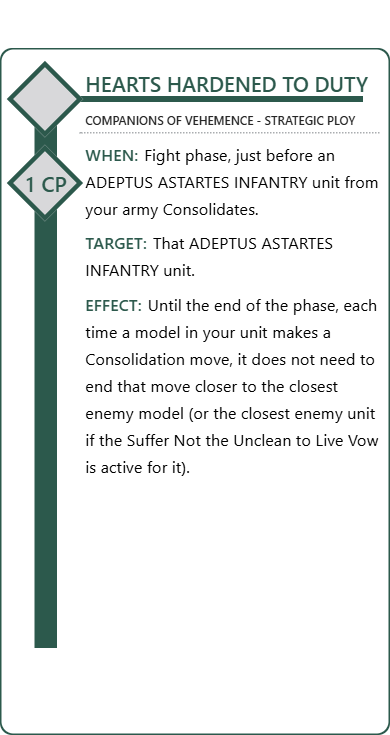 HEARTS HARDENED TO DUTY
COMPANIONS OF VEHEMENCE - STRATEGIC PLOY
1 CP
WHEN: Fight phase, just before an
ADEPTUS ASTARTES INFANTRY unit from
your army Consolidates.
TARGET: That ADEPTUS ASTARTES
INFANTRY unit.
EFFECT: Until the end of the phase, each
time a model in your unit makes a
Consolidation move, it does not need to
end that move closer to the closest
enemy model (or the closest enemy unit
if the Suffer Not the Unclean to Live Vow
is active for it).